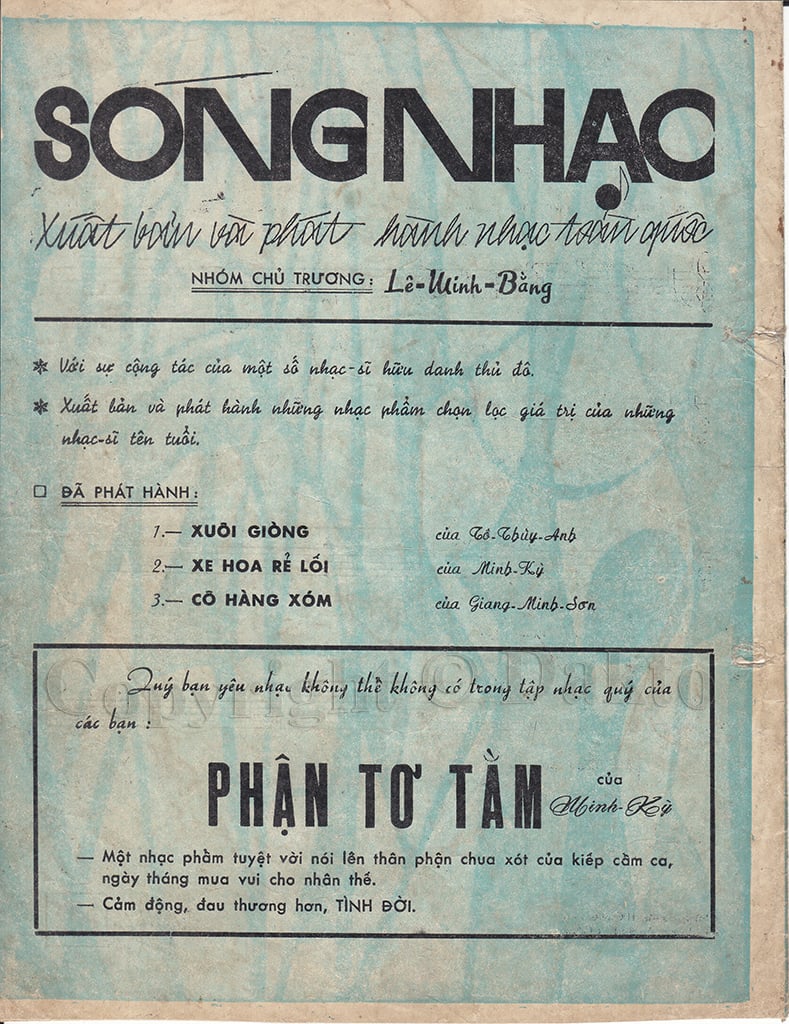 SÓNG NHẠC
Xuất bản và phát hành nhạc toàn quốc
NHÓM CHỦ TRƯƠNG: Lê-Minh-Bằng
* Với sự cộng tác của một số nhạc-sĩ hữu danh thủ đô.
* Xuất bản và phát hành những nhạc phẩm chọn lọc giá trị của những
nhạc-sĩ tên tuổi.
□ ĐÃ PHÁT HÀNH:
1.— XUÔI GIÒNG của Tô-Thùy-Anh
2.— XE HOA RẺ LỐI của Minh-Kỳ
3.— CÔ HÀNG XÓM của Giang-Minh-Sơn
Copyright © Dalto
Quý bạn yêu nhạc không thể không có trong tập nhạc quý của
các bạn :
PHẬN TƠ TẰM của Minh-Kỳ
— Một nhạc phẩm tuyệt vời nói lên thân phận chua xót của kiếp cầm ca,
ngày tháng mua vui cho nhân thế.
— Cảm động, đau thương hơn, TÌNH ĐỜI.